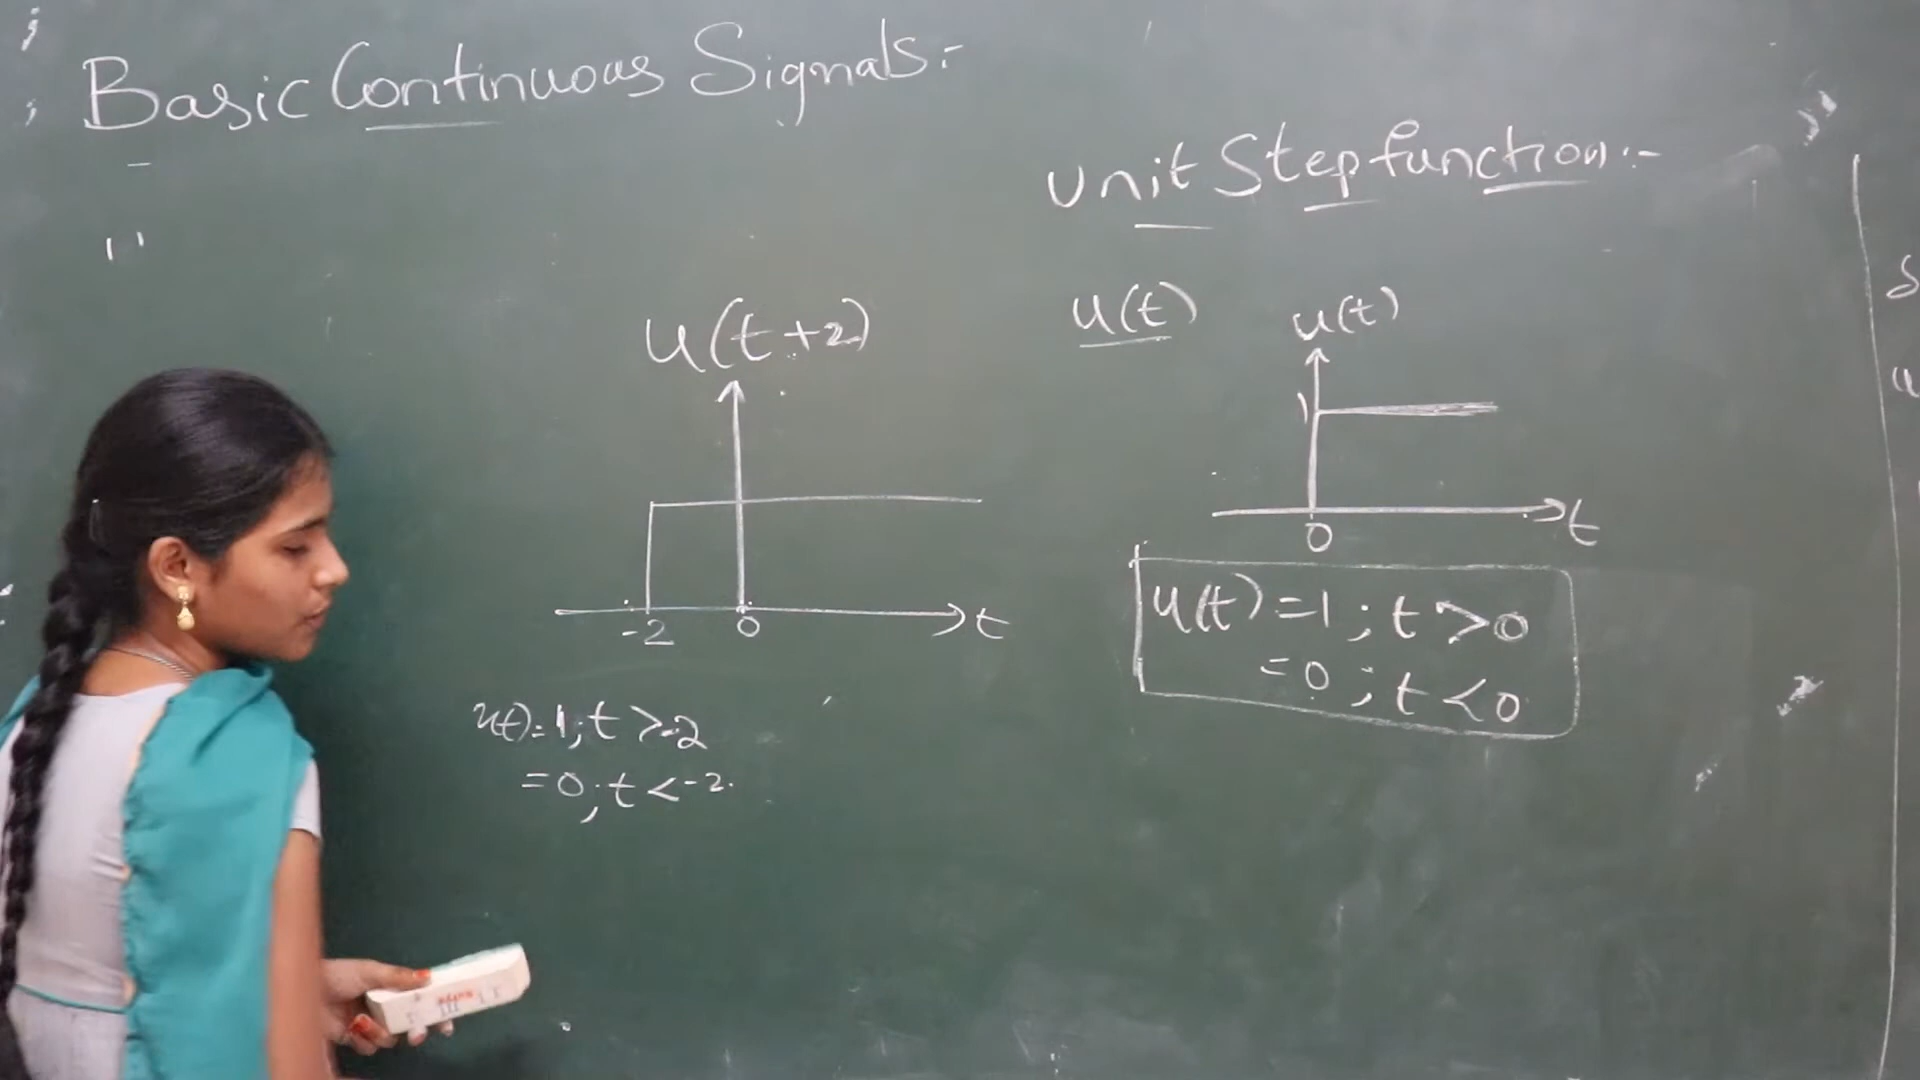 Basic Continuous Signals:-
Unit Step function:-
u(t+2)
-2 0 t
u(t)=1; t >-2
=0; t <-2.
u(t)
u(t)
1
0 t
u(t)=1; t >0
=0; t <0